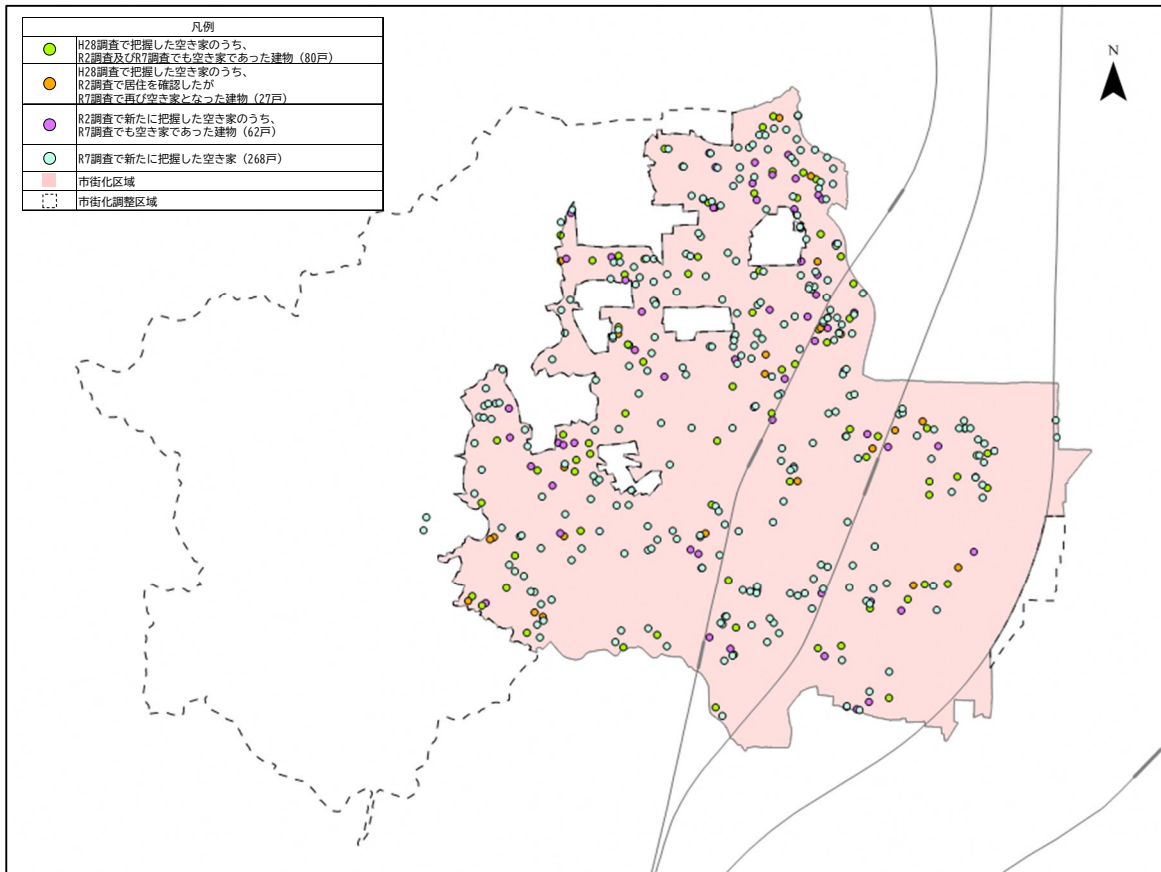 凡例
H28調査で把握した空き家のうち、
R2調査及びR7調査でも空き家であった建物（80戸）
H28調査で把握した空き家のうち、
R2調査で居住を確認したが
R7調査で再び空き家となった建物（27戸）
R2調査で新たに把握した空き家のうち、
R7調査でも空き家であった建物（62戸）
R7調査で新たに把握した空き家（268戸）
市街化区域
市街化調整区域
N